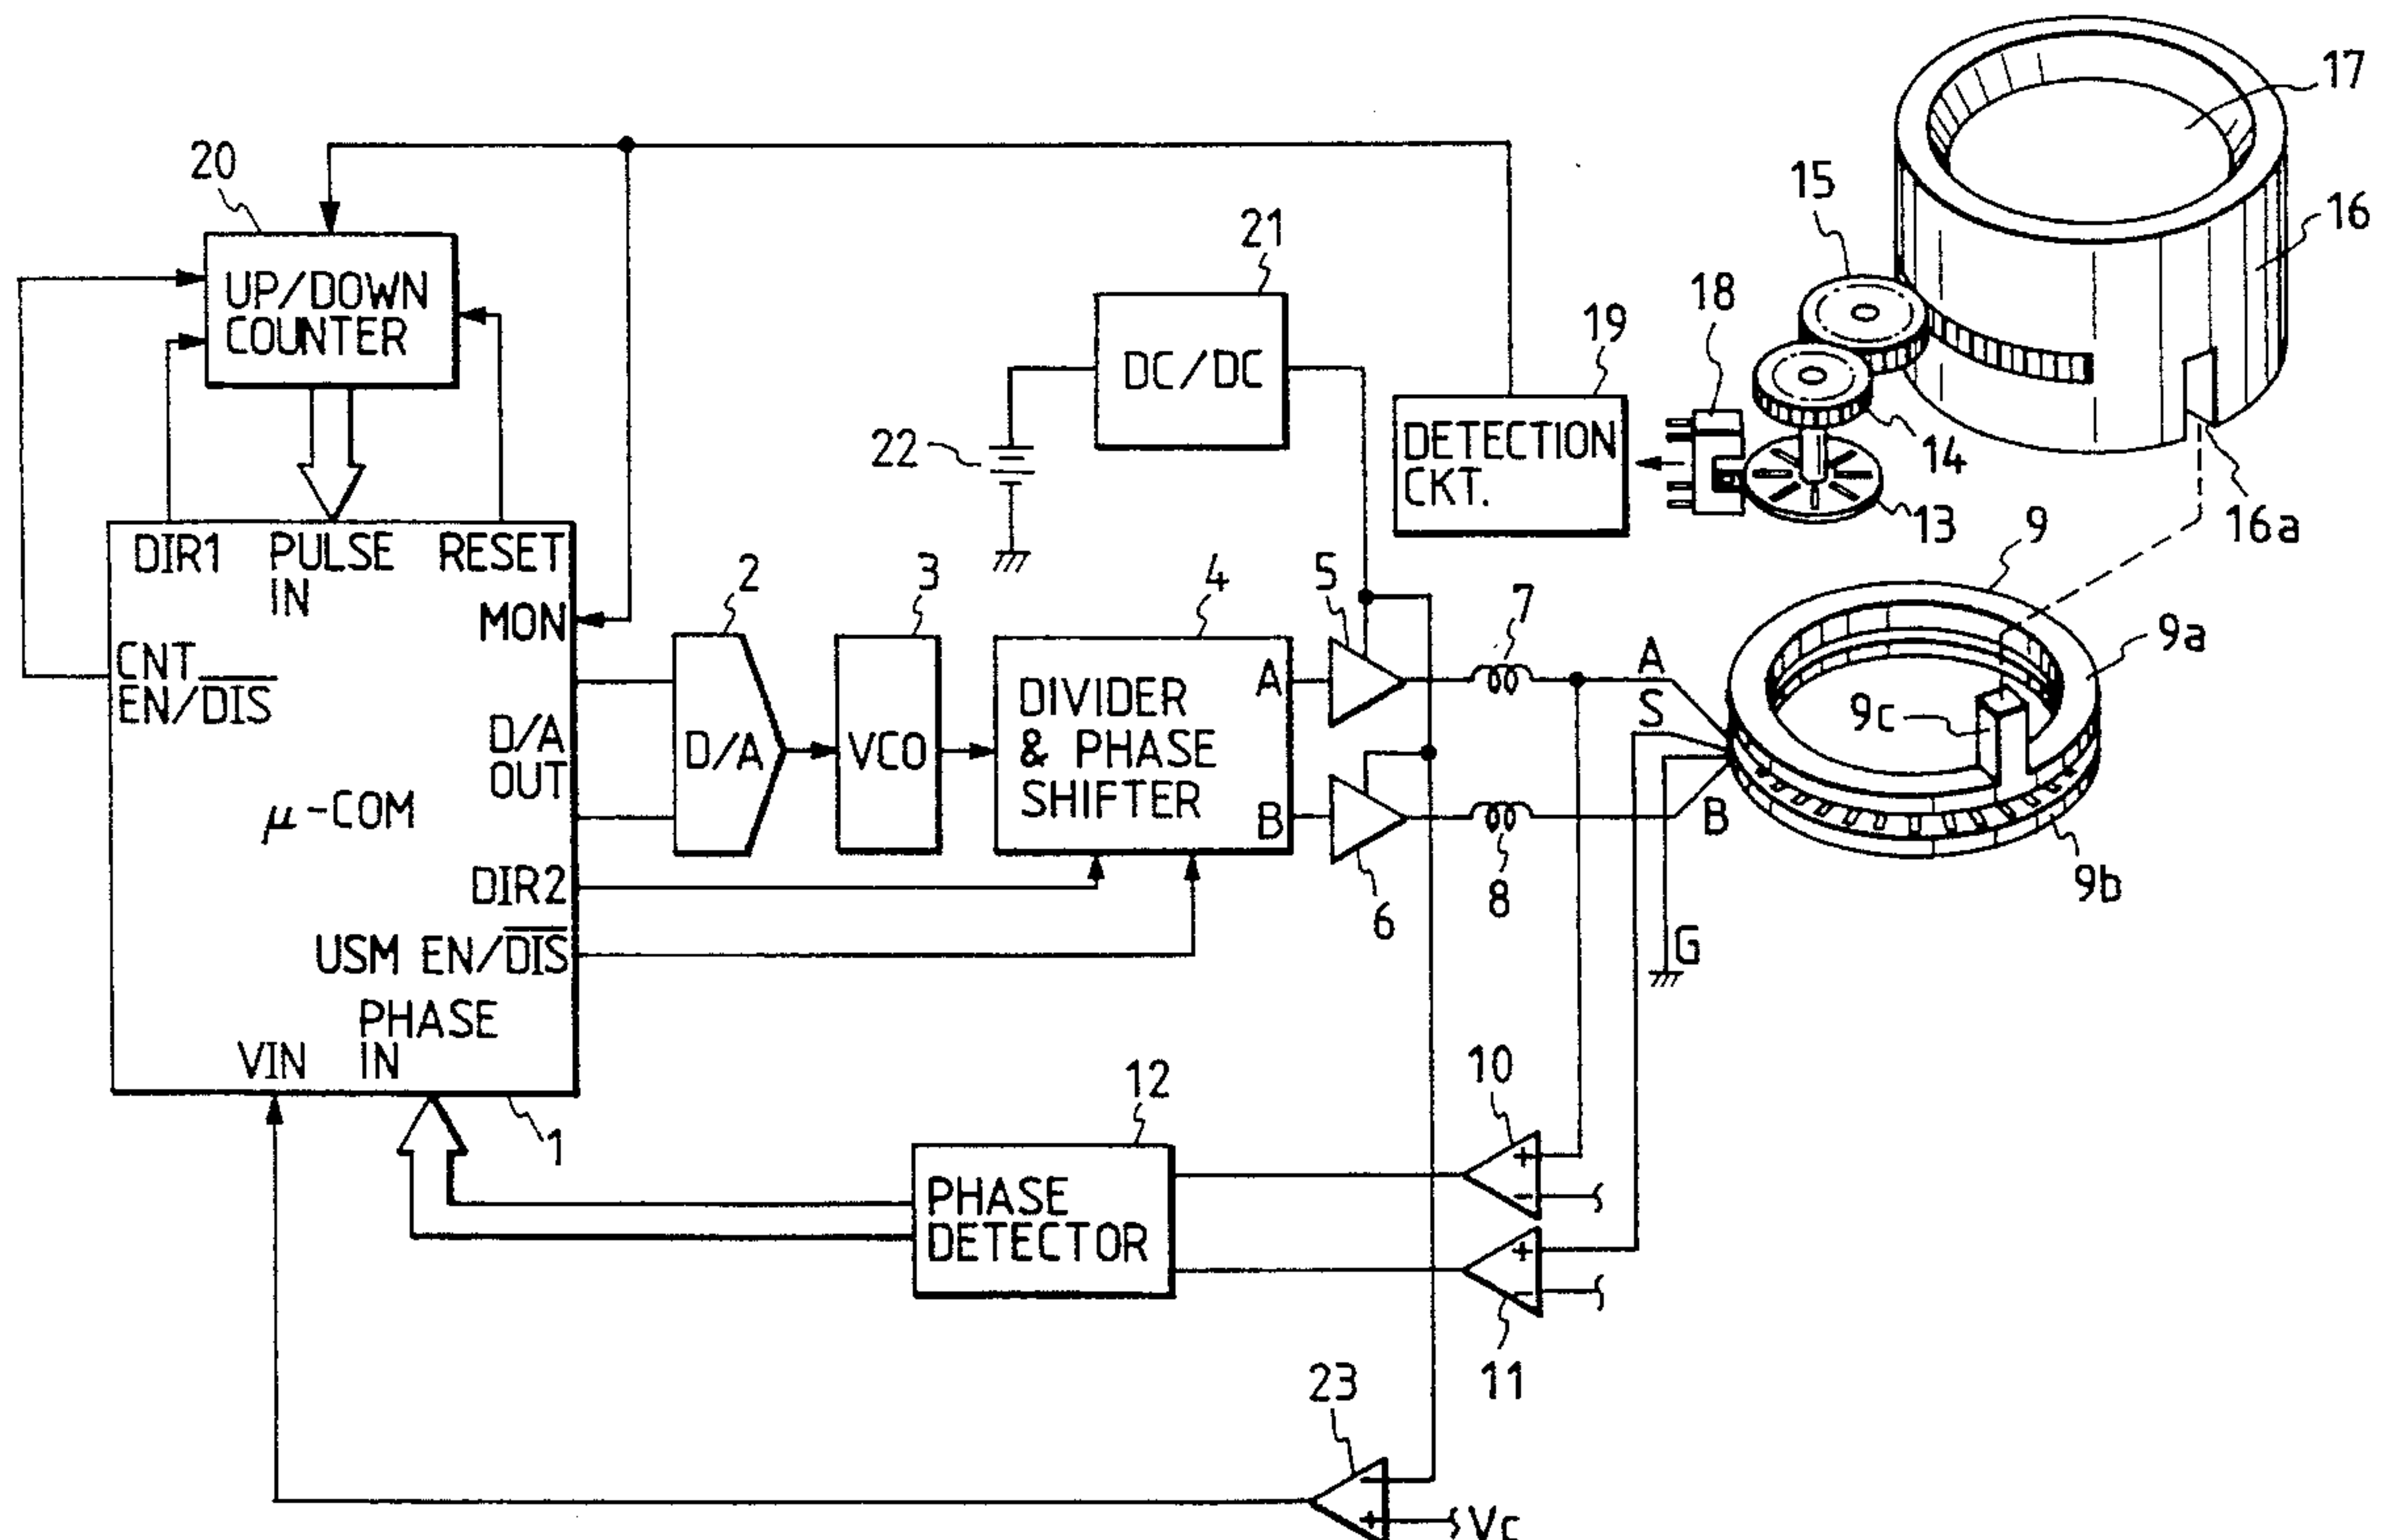 17
20
15
21
16
UP/DOWN
COUNTER
18
19
DC/DC
22
DETECTION
CKT.
14
13
16a
9
DIR1
PULSE
IN
RESET
MON
2
3
4
5
7
9a
CNT
EN/DIS
D/A
OUT
D/A
VCO
DIVIDER
& PHASE
SHIFTER
A
B
A
S
9c
B
μ-COM
DIR2
6
8
9b
USM EN/DIS
G
PHASE
IN
VIN
1
12
10
+
−
PHASE
DETECTOR
+
−
11
23
−
+
Vc